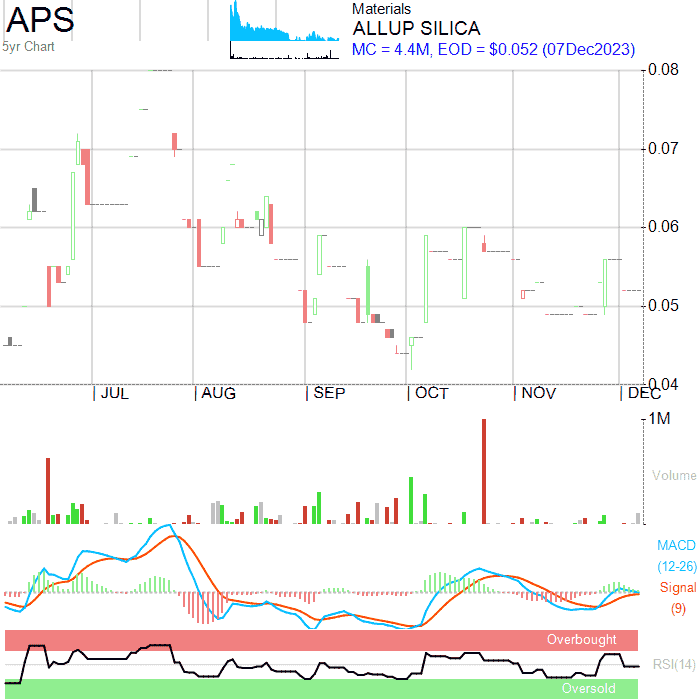 APS
5yr Chart
Materials
ALLUP SILICA
MC = 4.4M, EOD = $0.052 (07Dec2023)
0.08
0.07
0.06
0.05
0.04
JUL AUG SEP OCT NOV DEC
1M
Volume
MACD
(12-26)
Signal
(9)
Overbought
RSI(14)
Oversold